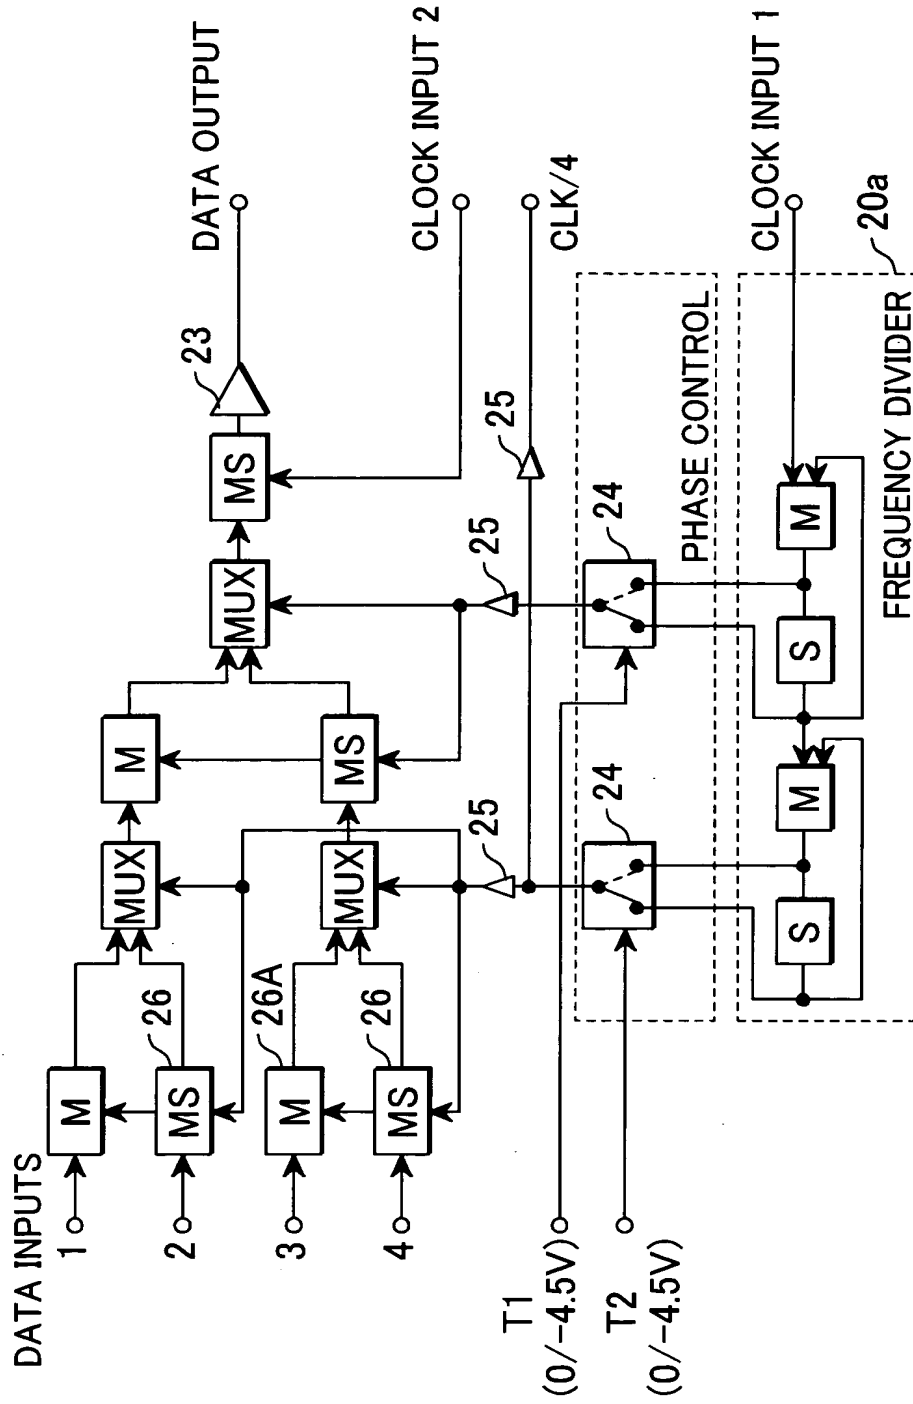 DATA INPUTS
1
2
3
4
M
MS
26
M
26A
MS
26
MUX
MUX
M
MS
MUX
MS
23
DATA OUTPUT
CLOCK INPUT 2
25
25
25
CLK/4
T1
(0/-4.5V)
T2
(0/-4.5V)
24
24
PHASE CONTROL
S
M
S
M
CLOCK INPUT 1
FREQUENCY DIVIDER
20a